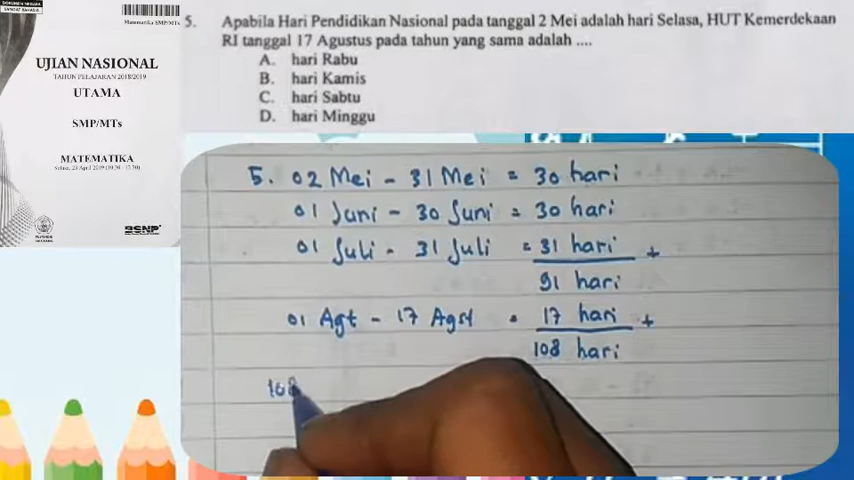 DOKUMEN NEGARA
SANGAT RAHASIA
Matematika SMP/MTs
UJIAN NASIONAL
TAHUN PELAJARAN 2018/2019
UTAMA
SMP/MTs
MATEMATIKA
BSNP
5. Apabila Hari Pendidikan Nasional pada tanggal 2 Mei adalah hari Selasa, HUT Kemerdekaan
RI tanggal 17 Agustus pada tahun yang sama adalah ....
A. hari Rabu
B. hari Kamis
C. hari Sabtu
D. hari Minggu
5. 02 Mei - 31 Mei = 30 hari
01 Juni - 30 Juni = 30 hari
01 Juli - 31 Juli = 31 hari +
91 hari
01 Agt - 17 Agst = 17 hari +
108 hari
108